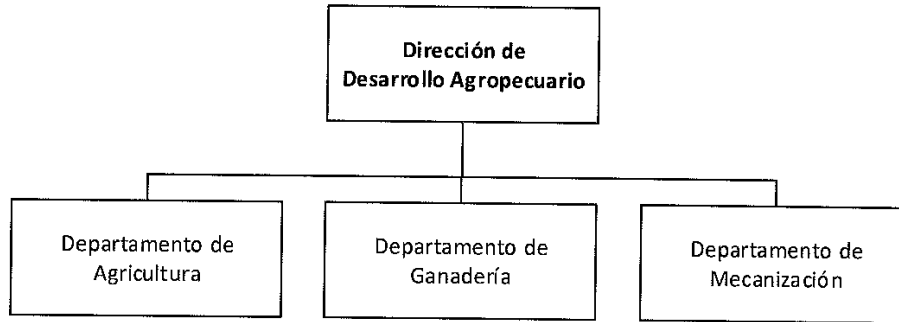 Dirección de
Desarrollo Agropecuario
Departamento de
Agricultura
Departamento de
Ganadería
Departamento de
Mecanización